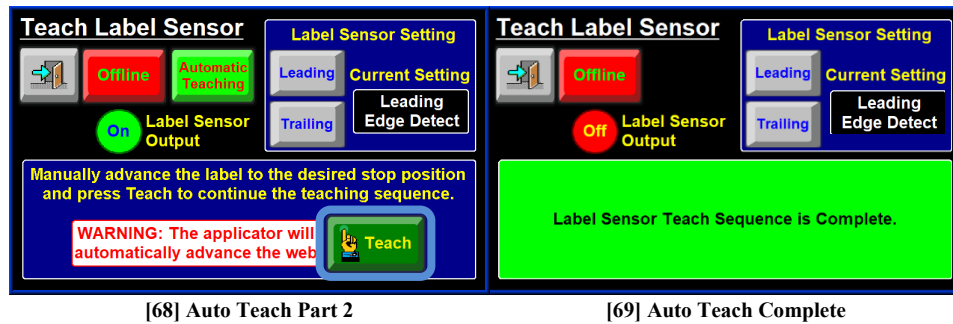 Teach Label Sensor
Offline
Automatic
Teaching
Label Sensor Setting
Leading
Current Setting
Leading
Edge Detect
Trailing
On
Label Sensor
Output
Manually advance the label to the desired stop position
and press Teach to continue the teaching sequence.
WARNING: The applicator will
automatically advance the web
Teach
[68] Auto Teach Part 2
Teach Label Sensor
Offline
Label Sensor Setting
Leading
Current Setting
Leading
Edge Detect
Trailing
Off
Label Sensor
Output
Label Sensor Teach Sequence is Complete.
[69] Auto Teach Complete